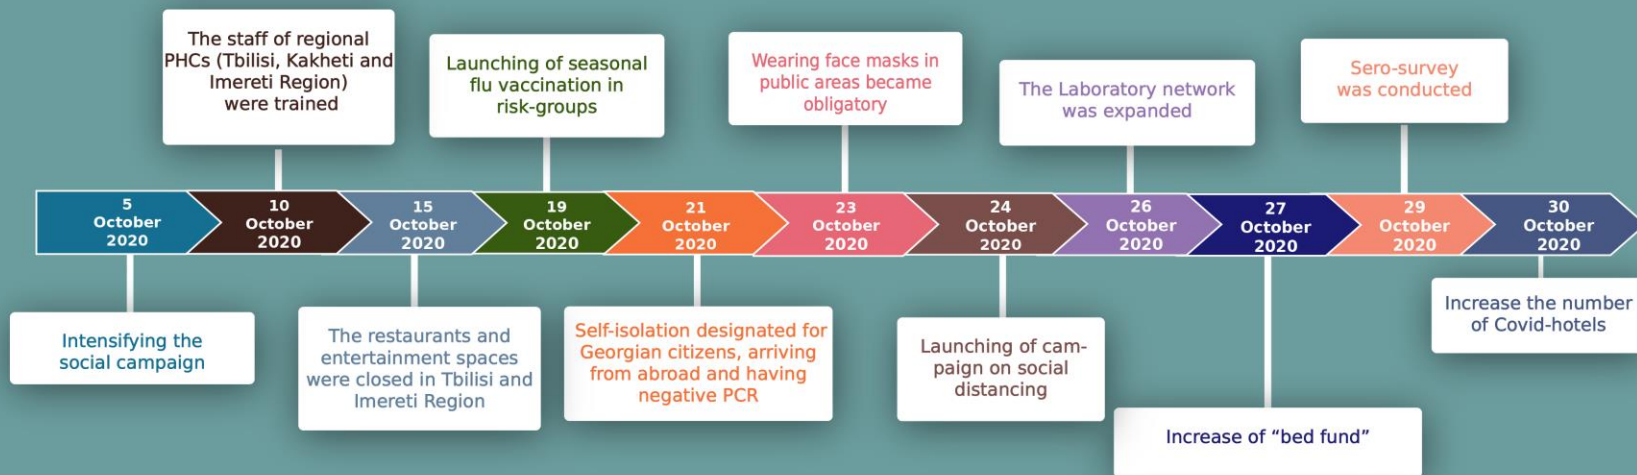 The staff of regional
PHCs (Tbilisi, Kakheti and
Imereti Region)
were trained
Launching of seasonal
flu vaccination in
risk-groups
Wearing face masks in
public areas became
obligatory
The Laboratory network
was expanded
Sero-survey
was conducted
5
October
2020
10
October
2020
15
October
2020
19
October
2020
21
October
2020
23
October
2020
24
October
2020
26
October
2020
27
October
2020
29
October
2020
30
October
2020
Intensifying the
social campaign
The restaurants and
entertainment spaces
were closed in Tbilisi and
Imereti Region
Self-isolation designated for
Georgian citizens, arriving
from abroad and having
negative PCR
Launching of cam-
paign on social
distancing
Increase of “bed fund”
Increase the number
of Covid-hotels